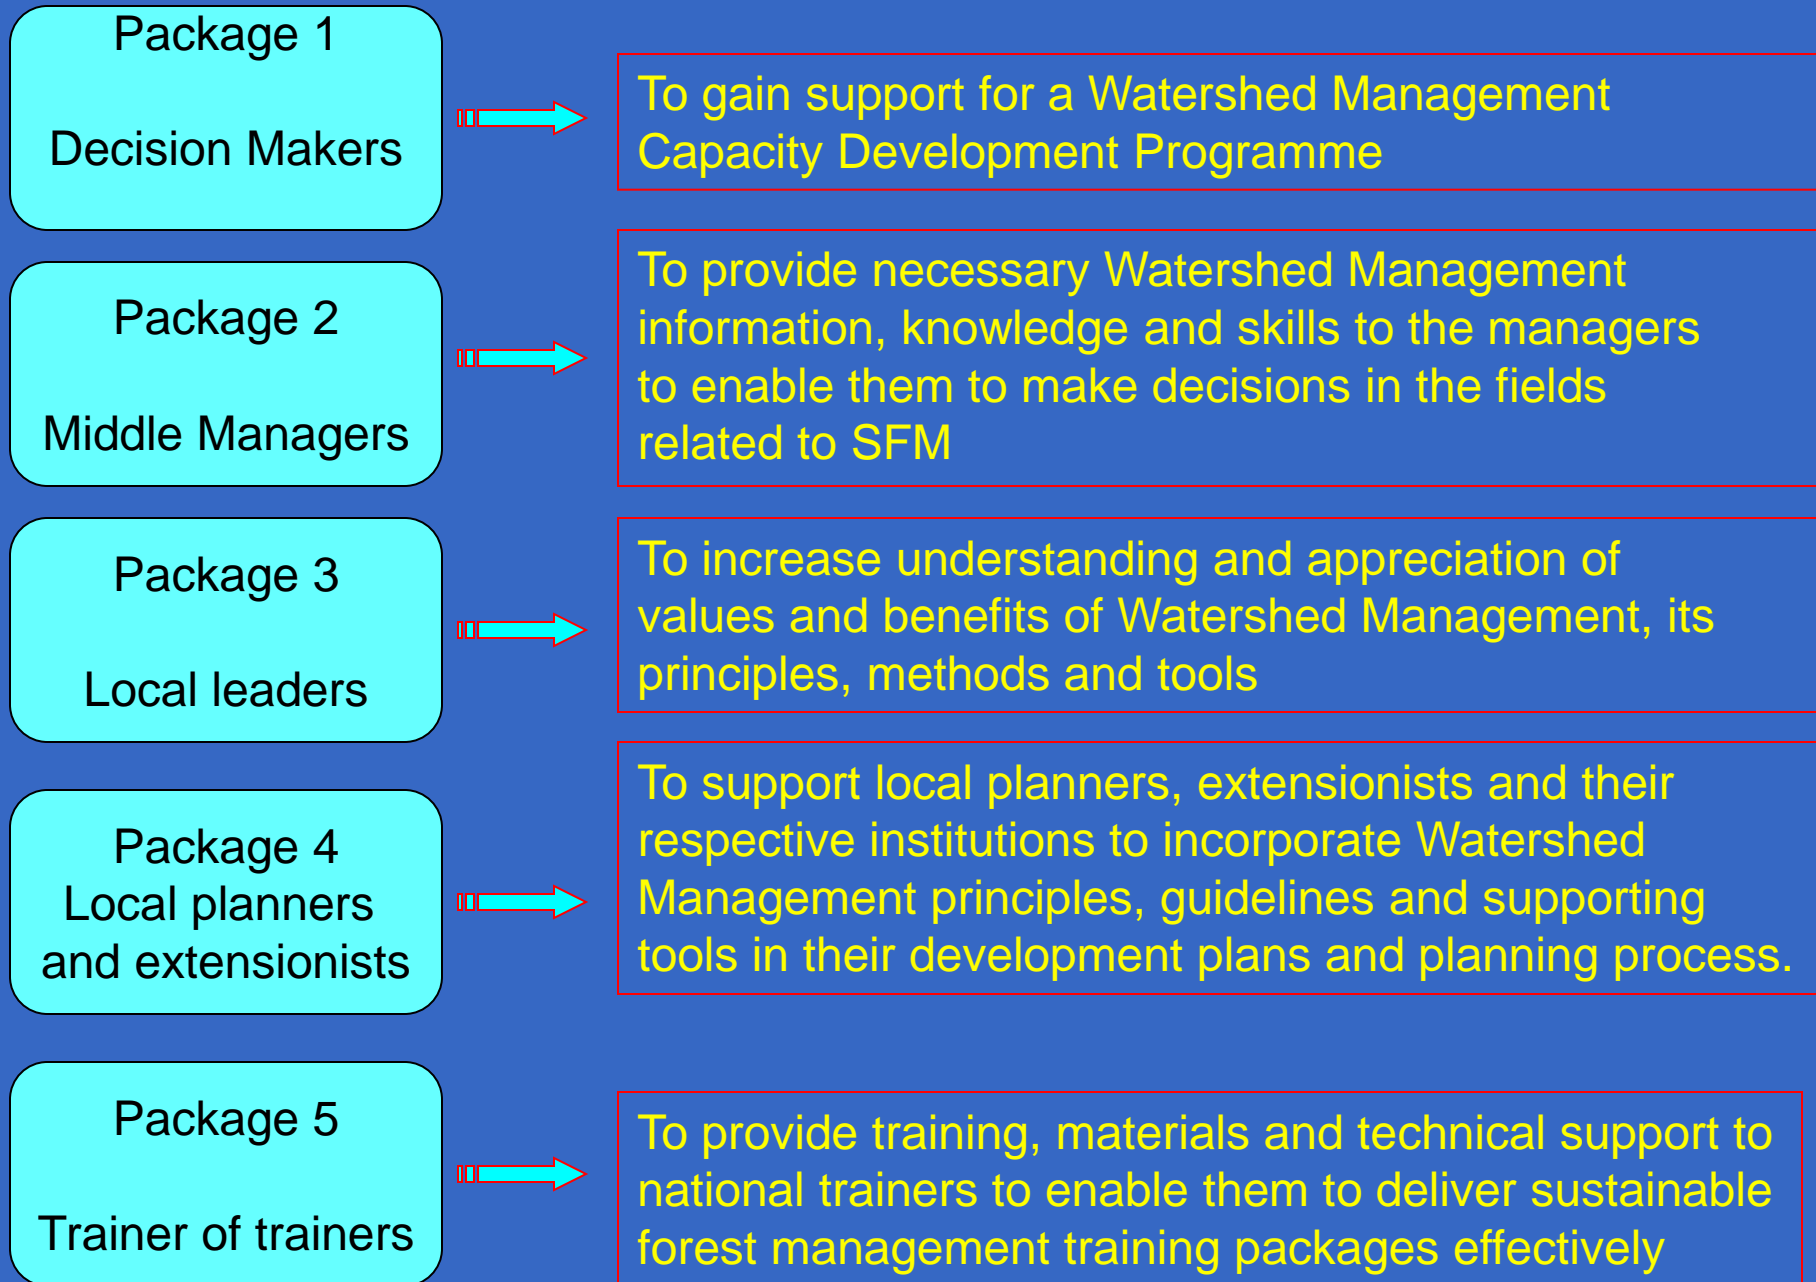 Package 1
Decision Makers
To gain support for a Watershed Management
Capacity Development Programme
Package 2
Middle Managers
To provide necessary Watershed Management
information, knowledge and skills to the managers
to enable them to make decisions in the fields
related to SFM
Package 3
Local leaders
To increase understanding and appreciation of
values and benefits of Watershed Management, its
principles, methods and tools
Package 4
Local planners
and extensionists
To support local planners, extensionists and their
respective institutions to incorporate Watershed
Management principles, guidelines and supporting
tools in their development plans and planning process.
Package 5
Trainer of trainers
To provide training, materials and technical support to
national trainers to enable them to deliver sustainable
forest management training packages effectively